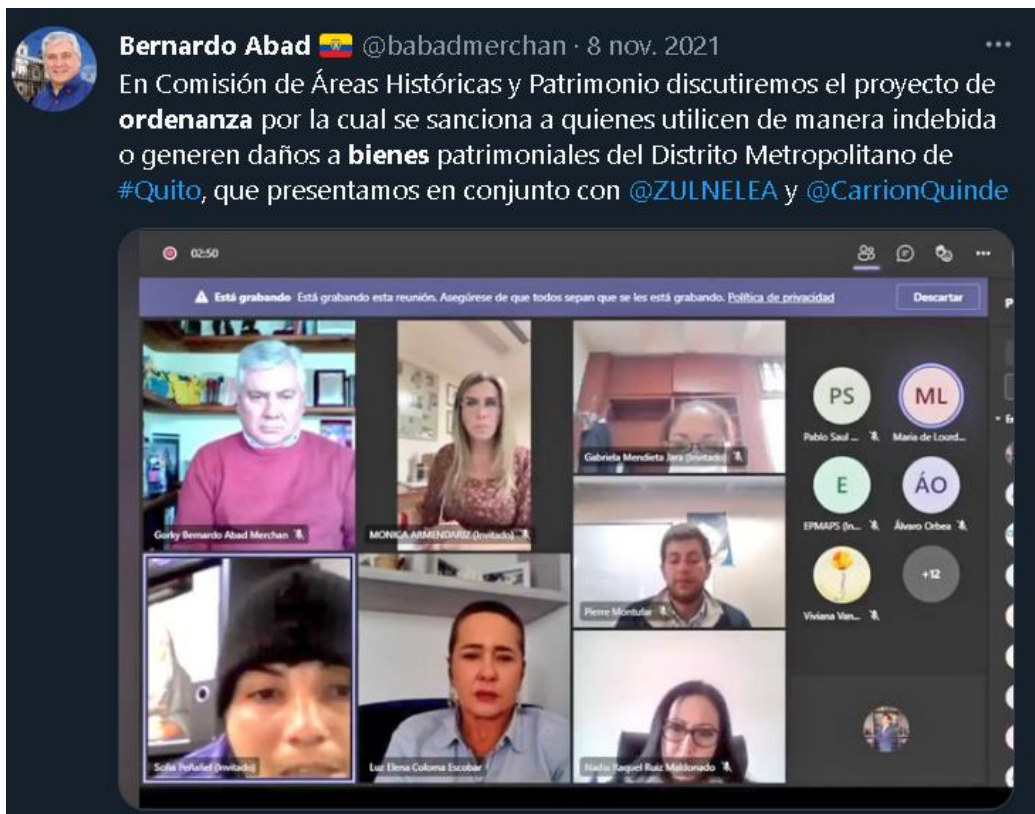 Bernardo Abad @babadmerchan · 8 nov. 2021
En Comisión de Áreas Históricas y Patrimonio discutiremos el proyecto de
ordenanza por la cual se sanciona a quienes utilicen de manera indebida
o generen daños a bienes patrimoniales del Distrito Metropolitano de
#Quito, que presentamos en conjunto con @ZULNELEA y @CarrionQuinde
02:50
Está grabando Está grabando esta reunión. Asegúrese de que todos sepan que se les está grabando. Política de privacidad Descartar
P
Gorky Bernardo Abad Merchan
MONICA ARMENDARIZ (Invitado)
Gabriela Mendieta Jara (Invitado)
Pierre Montufar
Sofia Peñafiel (Invitado)
Luz Elena Coloma Escobar
Nadia Raquel Ruiz Maldonado
PS ML
Pablo Saul ... Maria de Lourd...
E ÁO
EPMAPS (In... Álvaro Orbea
+12
Viviana Van...